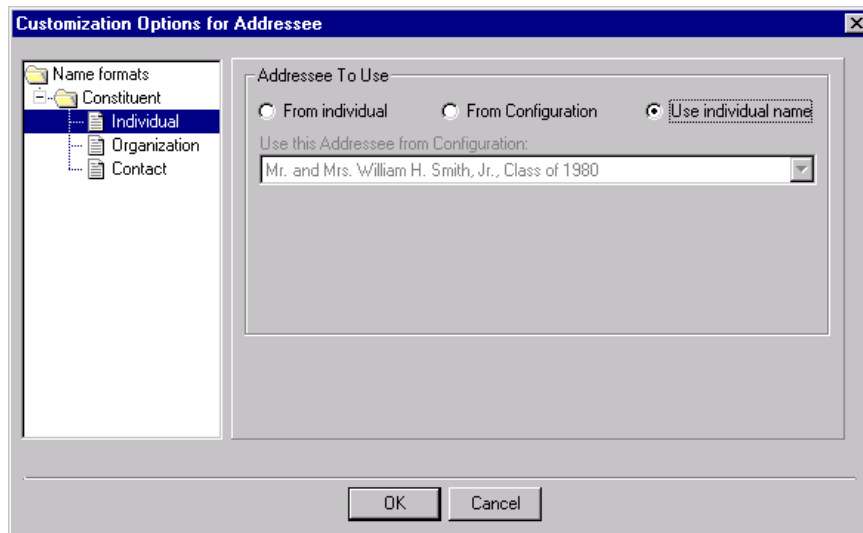 Customization Options for Addressee
Name formats
Constituent
Individual
Organization
Contact
Addressee To Use
From individual From Configuration Use individual name
Use this Addressee from Configuration:
Mr. and Mrs. William H. Smith, Jr., Class of 1980
OK Cancel